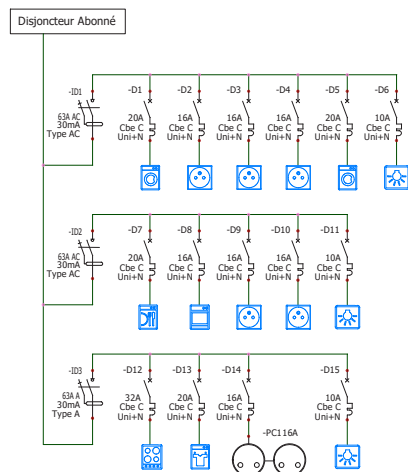 Disjoncteur Abonné
-ID1 -D1 -D2 -D3 -D4 -D5 -D6
63A AC 20A 16A 16A 16A 20A 10A
30mA Cbe C Cbe C Cbe C Cbe C Cbe C Cbe C
Type AC Uni+N Uni+N Uni+N Uni+N Uni+N Uni+N
-ID2 -D7 -D8 -D9 -D10 -D11
63A AC 20A 16A 16A 16A 10A
30mA Cbe C Cbe C Cbe C Cbe C Cbe C
Type AC Uni+N Uni+N Uni+N Uni+N Uni+N
-ID3 -D12 -D13 -D14 -D15
63A A 32A 20A 16A 10A
30mA Cbe C Cbe C Cbe C Cbe C
Type A Uni+N Uni+N Uni+N Uni+N
-PC116A